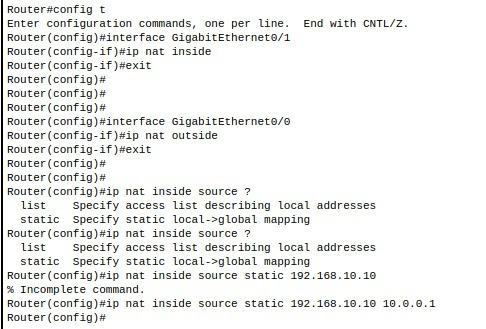 Router#config t
Enter configuration commands, one per line.  End with CNTL/Z.
Router(config)#interface GigabitEthernet0/1
Router(config-if)#ip nat inside
Router(config-if)#exit
Router(config)#
Router(config)#
Router(config)#
Router(config)#interface GigabitEthernet0/0
Router(config-if)#ip nat outside
Router(config-if)#exit
Router(config)#
Router(config)#
Router(config)#ip nat inside source ?
  list    Specify access list describing local addresses
  static  Specify static local->global mapping
Router(config)#ip nat inside source ?
  list    Specify access list describing local addresses
  static  Specify static local->global mapping
Router(config)#ip nat inside source static 192.168.10.10
% Incomplete command.
Router(config)#ip nat inside source static 192.168.10.10 10.0.0.1
Router(config)#